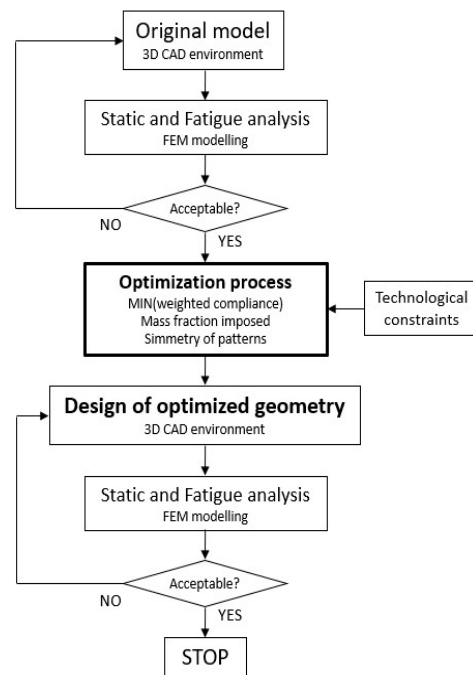 Original model
3D CAD environment
Static and Fatigue analysis
FEM modelling
Acceptable?
NO
YES
Optimization process
MIN(weighted compliance)
Mass fraction imposed
Simmetry of patterns
Technological
constraints
Design of optimized geometry
3D CAD environment
Static and Fatigue analysis
FEM modelling
Acceptable?
NO
YES
STOP